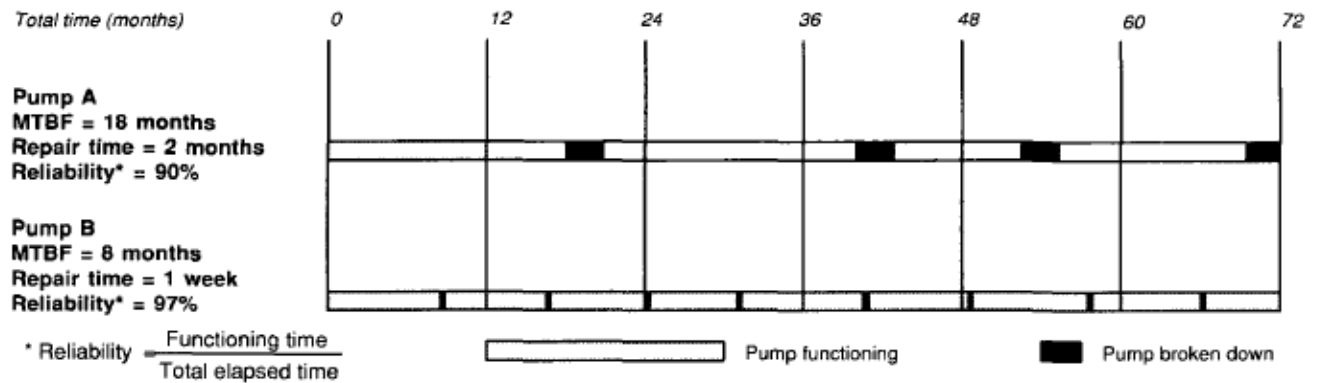 Total time (months) 0 12 24 36 48 60 72
Pump A
MTBF = 18 months
Repair time = 2 months
Reliability* = 90%
Pump B
MTBF = 8 months
Repair time = 1 week
Reliability* = 97%
* Reliability = Functioning time
Total elapsed time
Pump functioning
Pump broken down